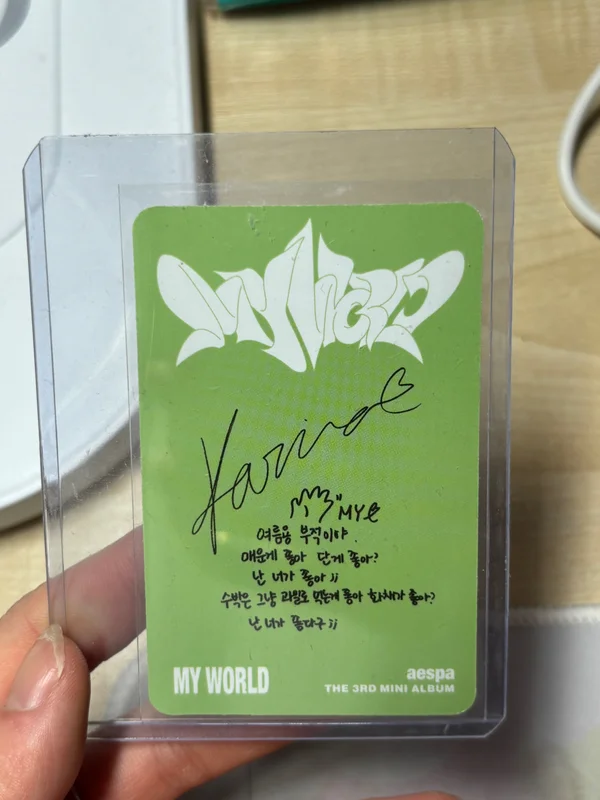 MY WORLD
Karina
"MY
여름용 부적이야.
매운게 좋아 단게 좋아?
난 너가 좋아 ;;
수박은 그냥 과일로 먹는게 좋아 화채가 좋아?
난 너가 좋다구 ;;
MY WORLD
aespa
THE 3RD MINI ALBUM